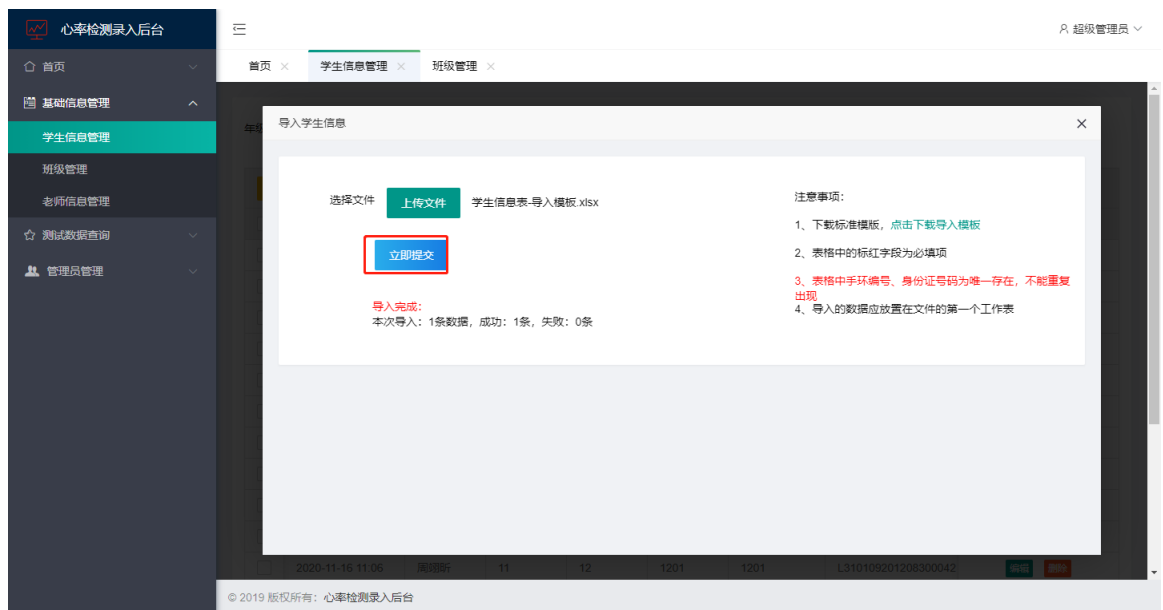 心率检测录入后台
超级管理员
首页
首页
学生信息管理
班级管理
基础信息管理
学生信息管理
班级管理
老师信息管理
测试数据查询
管理员管理
导入学生信息
选择文件
上传文件
学生信息表-导入模板.xlsx
立即提交
导入完成:
本次导入：1条数据，成功：1条，失败：0条
注意事项：
1、下载标准模版，点击下载导入模板
2、表格中的标红字段为必填项
3、表格中手环编号、身份证号码为唯一存在，不能重复
出现
4、导入的数据应放置在文件的第一个工作表
2020-11-16 11:06 11 12 1201 1201 L310109201208300042 编辑 删除
© 2019 版权所有：心率检测录入后台